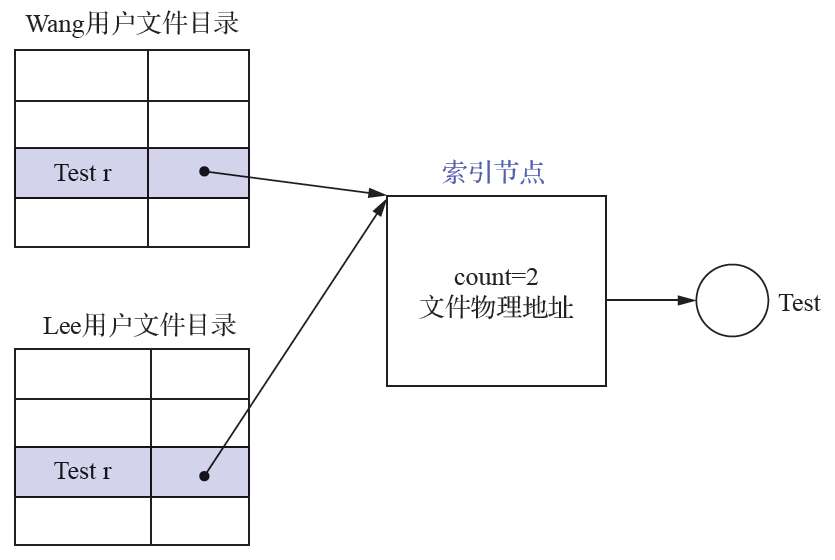 Wang用户文件目录
Test r
索引节点
count=2
文件物理地址
Test
Lee用户文件目录
Test r